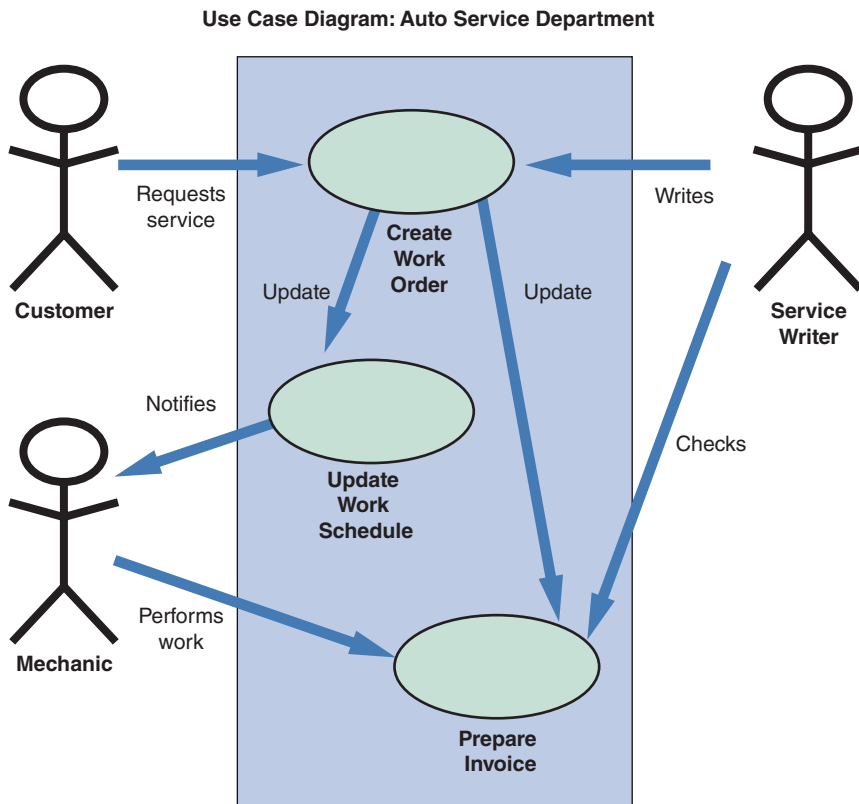 Use Case Diagram: Auto Service Department
Requests
service
Writes
Create
Work
Order
Customer
Update
Update
Service
Writer
Notifies
Checks
Update
Work
Schedule
Performs
work
Mechanic
Prepare
Invoice